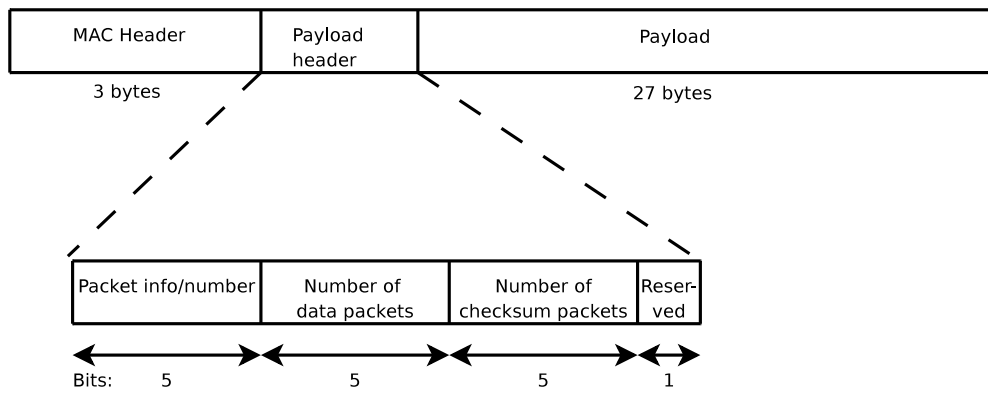 MAC Header
Payload
header
Payload
3 bytes
27 bytes
Packet info/number
Number of
data packets
Number of
checksum packets
Reser-
ved
Bits: 5 5 5 1